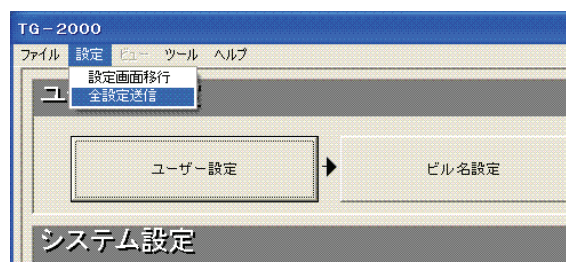 TG-2000
ファイル 設定 ビュー ツール ヘルプ
設定画面移行
全設定送信
ユーザー設定
ビル名設定
システム設定